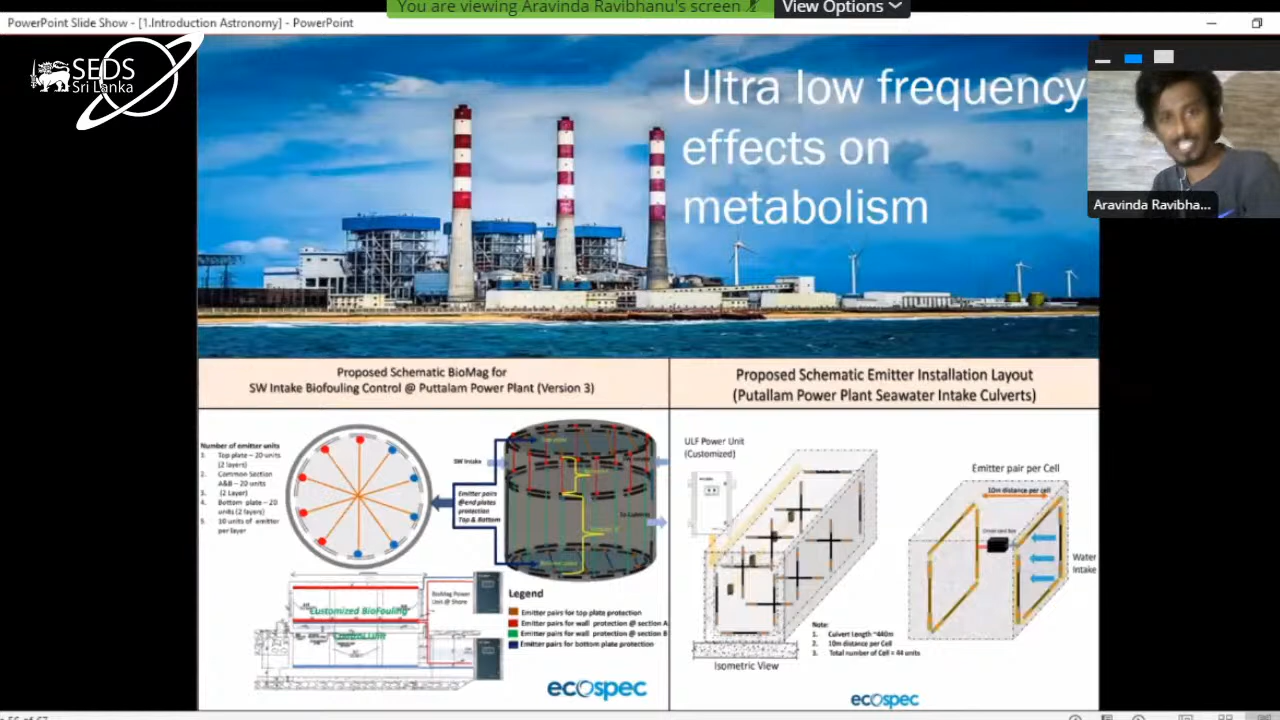 You are viewing Aravinda Ravibhanu's screen
View Options
PowerPoint Slide Show - [1.Introduction Astronomy] - PowerPoint
SEDS
Sri Lanka
Ultra low frequency
effects on
metabolism
Aravinda Ravibha...
Proposed Schematic BioMag for
SW Intake Biofouling Control @ Puttalam Power Plant (Version 3)
Proposed Schematic Emitter Installation Layout
(Putallam Power Plant Seawater Intake Culverts)
Number of emitter units
1. Top plate – 20 units
(2 layers)
2. Common Section
A&B – 20 units
3. (2 Layer)
4. Bottom plate – 20
units (2 layers)
5. 10 units of emitter
per layer
SW Intake
Emitter pairs
@end plates
protection
Top & Bottom
To Culverts
BioMag Power
Unit @ Shore
Customized BioFouling
Legend
Emitter pairs for top plate protection
Emitter pairs for wall protection @ section A
Emitter pairs for wall protection @ section B
Emitter pairs for bottom plate protection
ecospec
ULF Power Unit
(Customized)
Isometric View
Emitter pair per Cell
10m distance per cell
Water
Intake
Note:
1. Culvert Length ~440m
2. 10m distance per Cell
3. Total number of Cell = 44 units
ecospec